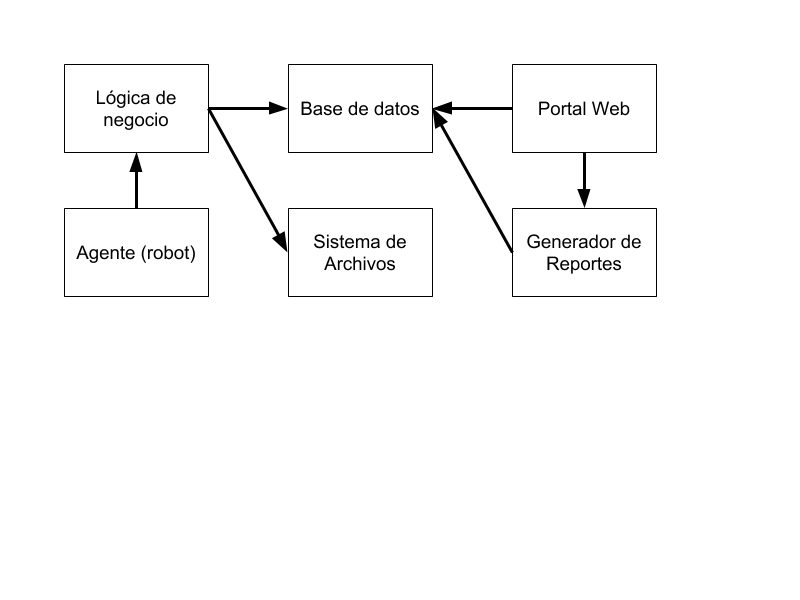 Lógica de
negocio
Base de datos
Portal Web
Agente (robot)
Sistema de
Archivos
Generador de
Reportes